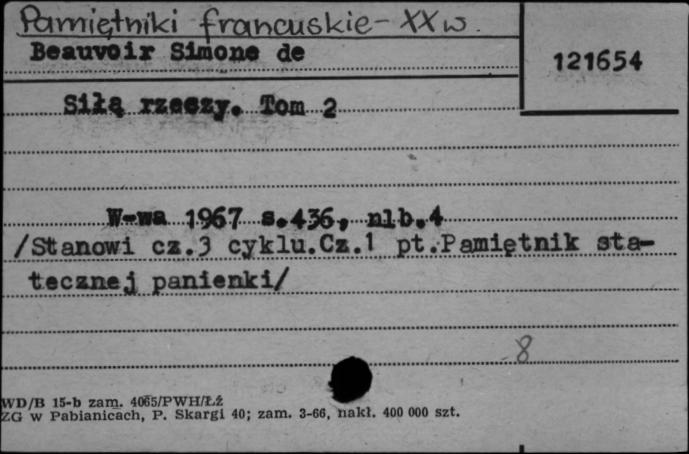 Pamiętniki francuskie - XX w.
Beauvoir Simone de
121654
Siłą rzeczy. Tom 2
W-wa 1967 s.436, nlb.4
/Stanowi cz.3 cyklu.Cz.1 pt.Pamiętnik sta-
tecznej panienki/
8
WD/B 15-b zam. 4065/PWH/Łź
ZG w Pabianicach, P. Skargi 40; zam. 3-66, nakł. 400 000 szt.